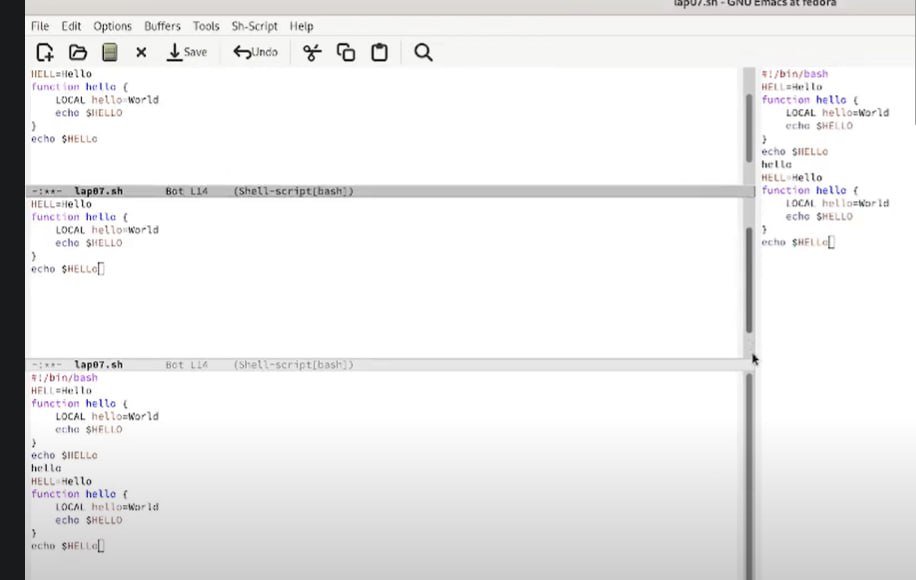 lap07.sh - GNU Emacs at fedora
File Edit Options Buffers Tools Sh-Script Help
Save Undo
HELL=Hello
function hello {
LOCAL hello=World
echo $HELLO
}
echo $HELLo
-:**- lap07.sh Bot L14 (Shell-script[bash])
HELL=Hello
function hello {
LOCAL hello=World
echo $HELLO
}
echo $HELLo
-:**- lap07.sh Bot L14 (Shell-script[bash])
#!/bin/bash
HELL=Hello
function hello {
LOCAL hello=World
echo $HELLO
}
echo $HELLo
hello
HELL=Hello
function hello {
LOCAL hello=World
echo $HELLO
}
echo $HELLo
#!/bin/bash
HELL=Hello
function hello {
LOCAL hello=World
echo $HELLO
}
echo $HELLo
hello
HELL=Hello
function hello {
LOCAL hello=World
echo $HELLO
}
echo $HELLo